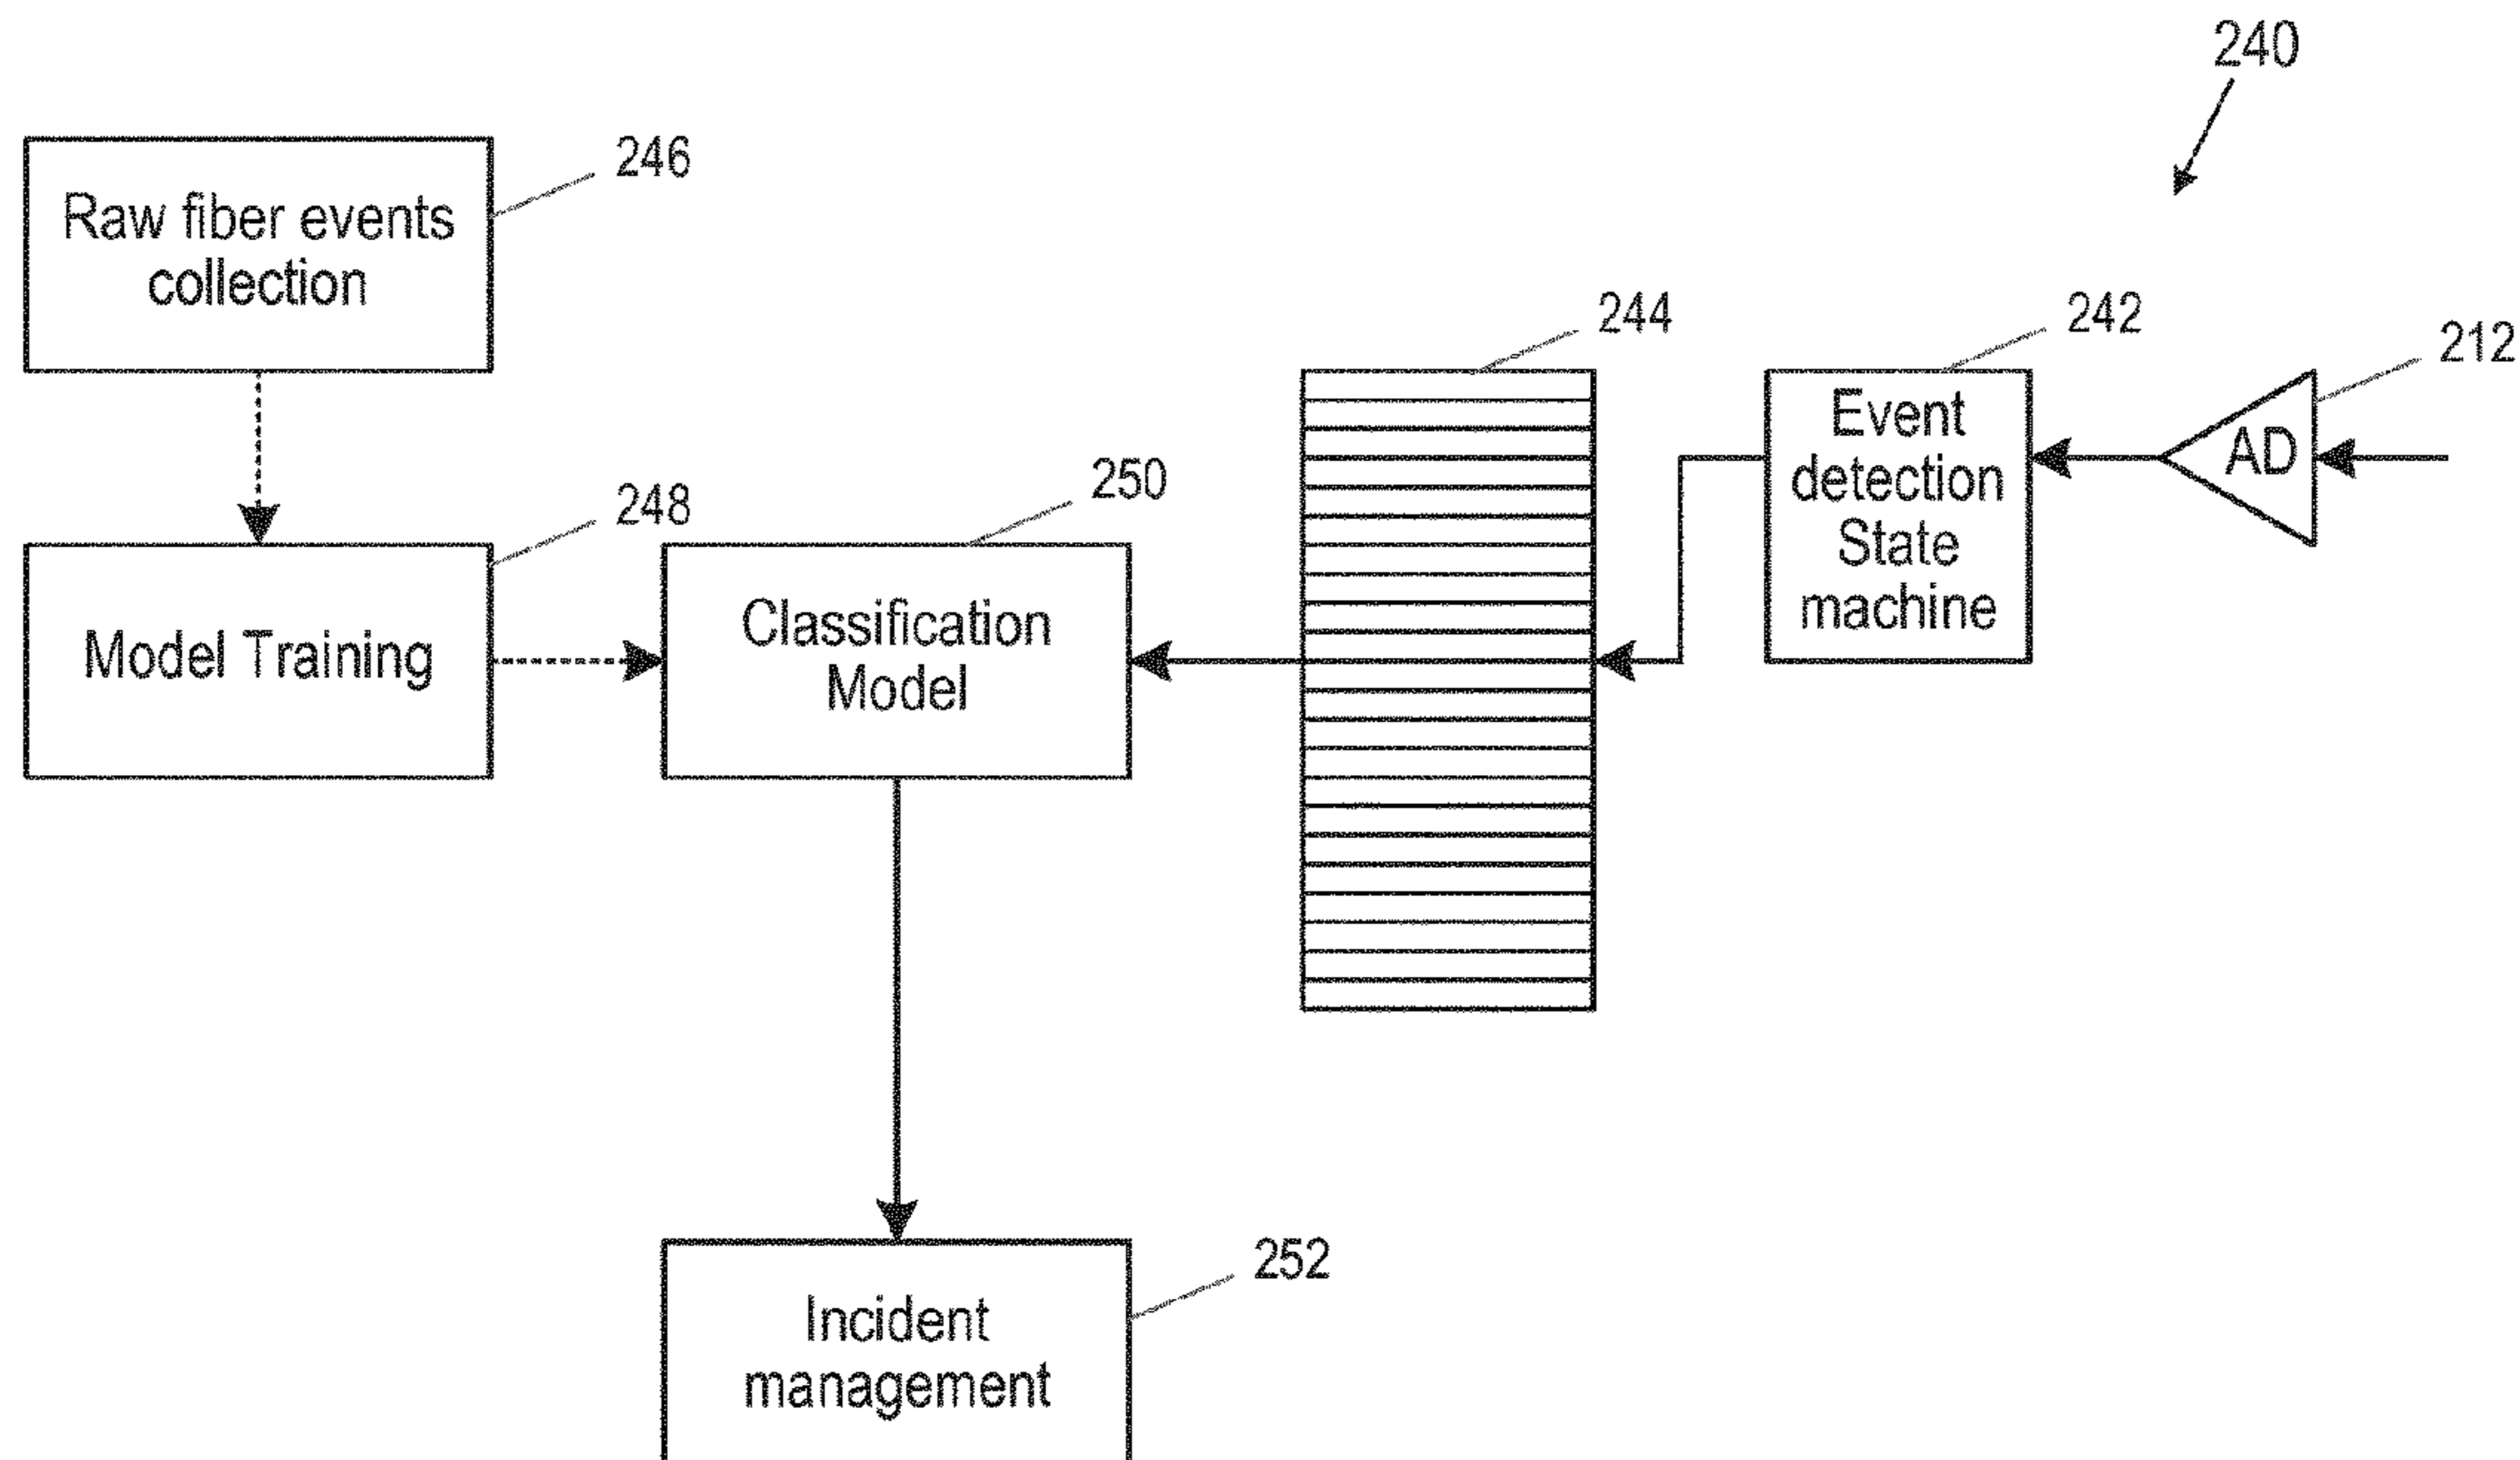 240
246
Raw fiber events
collection
244
242
212
Event
detection
State
machine
AD
250
248
Classification
Model
Model Training
252
Incident
management